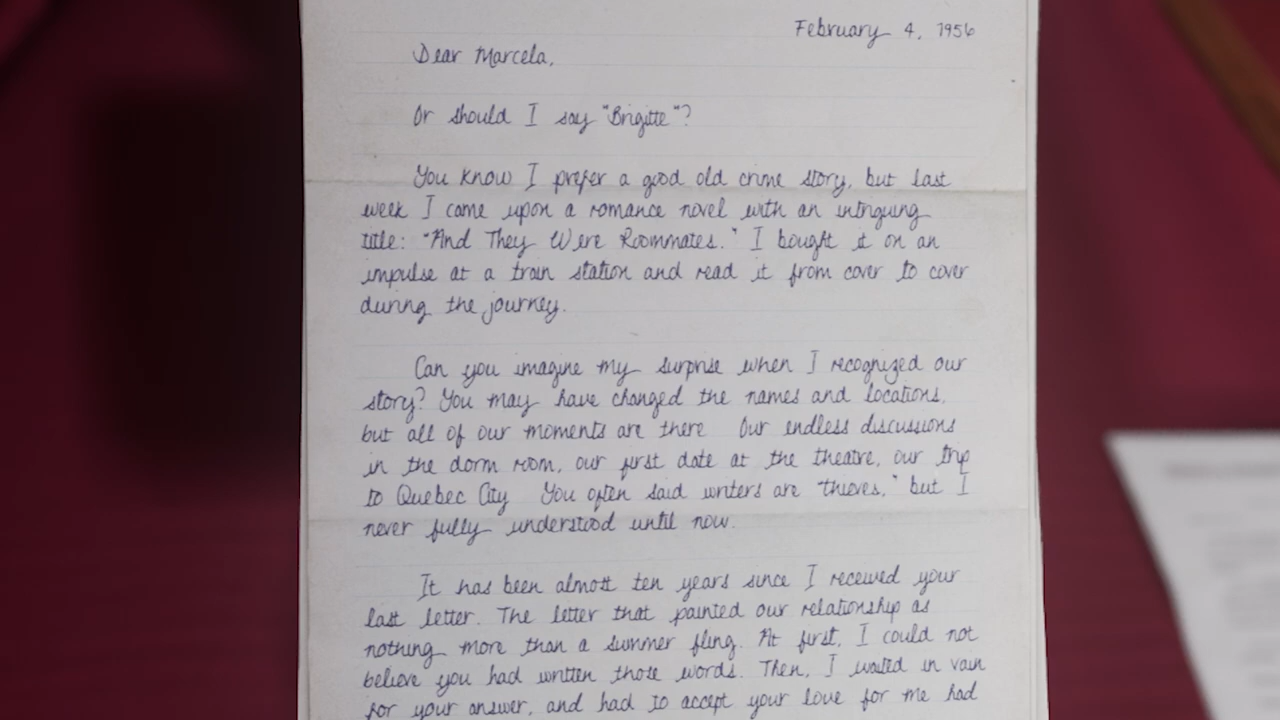 February 4, 1956
Dear Marcela,
Or should I say "Brigitte"?
You know I prefer a good old crime story, but last
week I came upon a romance novel with an intriguing
title: "And They Were Roommates." I bought it on an
impulse at a train station and read it from cover to cover
during the journey.
Can you imagine my surprise when I recognized our
story? You may have changed the names and locations,
but all of our moments are there Our endless discussions
in the dorm room, our first date at the theatre, our trip
to Quebec City You often said writers are "thieves," but I
never fully understood until now.
It has been almost ten years since I received your
last letter. The letter that painted our relationship as
nothing more than a summer fling. At first, I could not
believe you had written those words. Then, I waited in vain
for your answer, and had to accept your love for me had